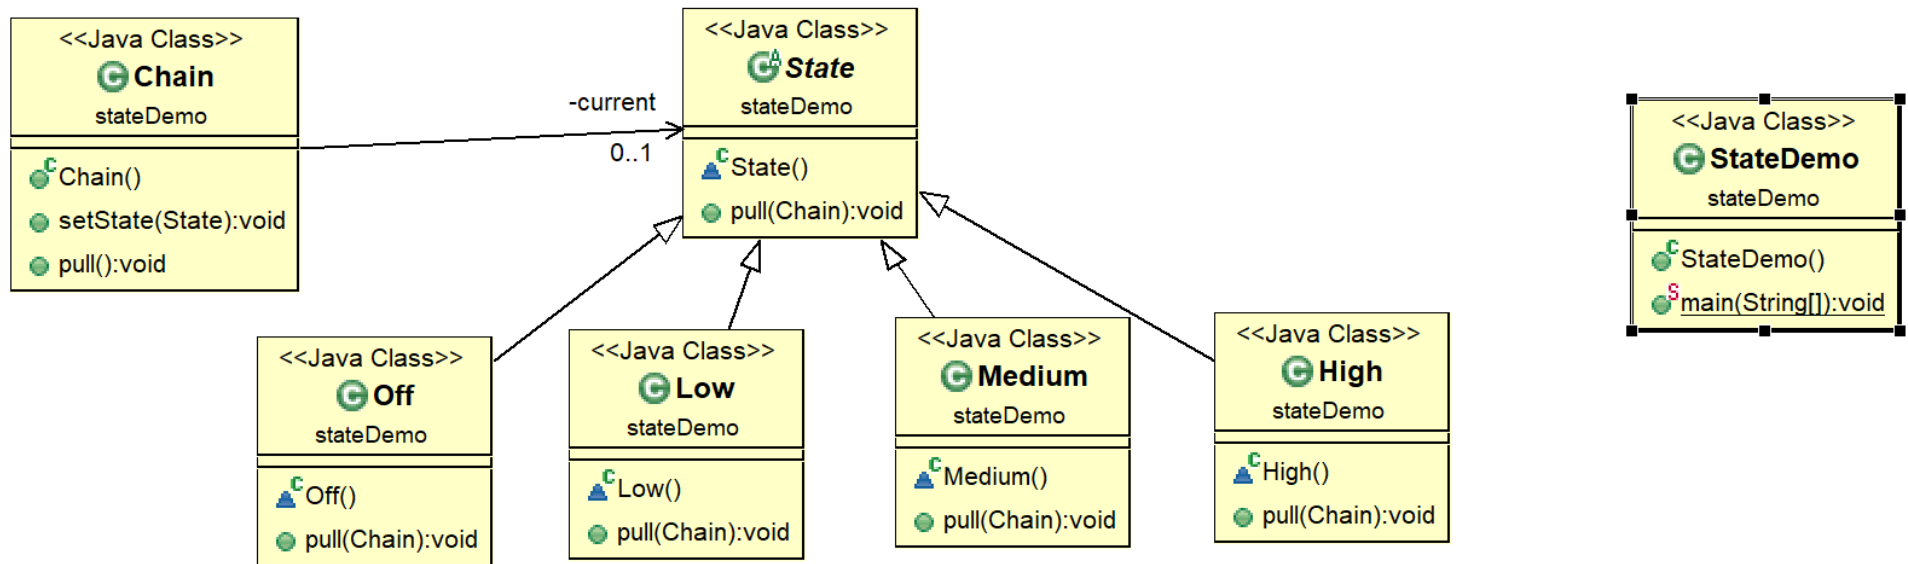 <<Java Class>>
Chain
stateDemo
Chain()
setState(State):void
pull():void
-current
0..1
<<Java Class>>
State
stateDemo
State()
pull(Chain):void
<<Java Class>>
StateDemo
stateDemo
StateDemo()
main(String[]):void
<<Java Class>>
Off
stateDemo
Off()
pull(Chain):void
<<Java Class>>
Low
stateDemo
Low()
pull(Chain):void
<<Java Class>>
Medium
stateDemo
Medium()
pull(Chain):void
<<Java Class>>
High
stateDemo
High()
pull(Chain):void